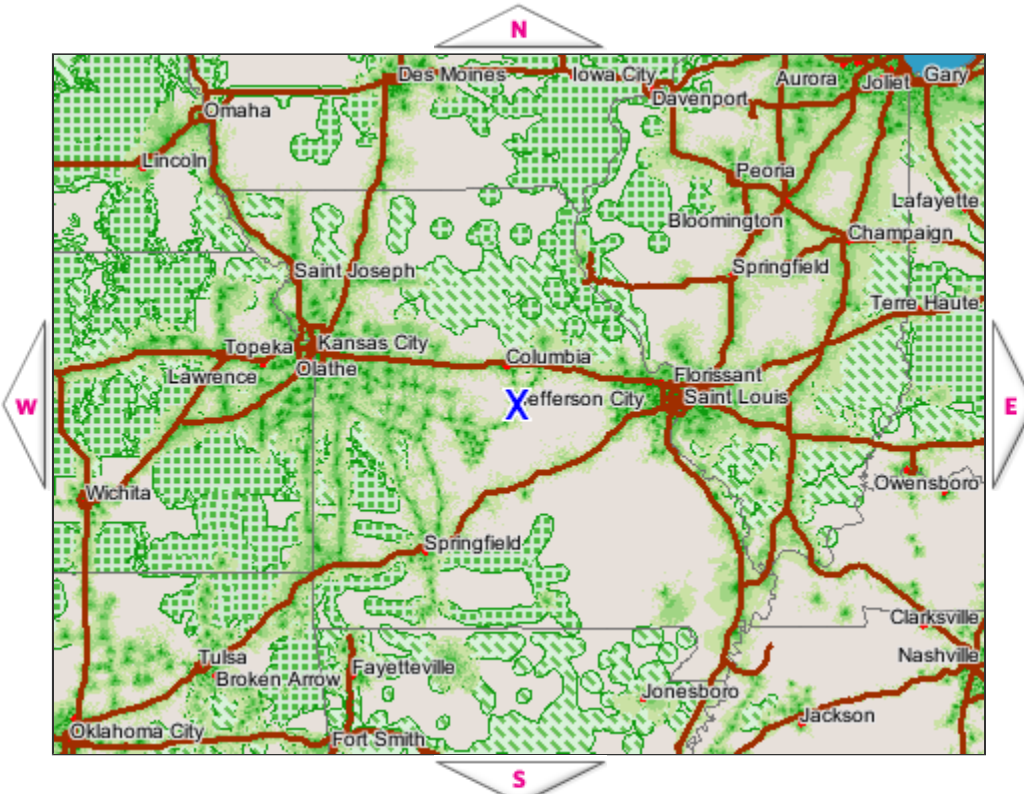 N
Des Moines
Iowa City
Aurora
Joliet
Gary
Davenport
Omaha
Lincoln
Peoria
Lafayette
Bloomington
Champaign
Saint Joseph
Springfield
Terre Haute
Topeka
Kansas City
Columbia
Lawrence
Olathe
Florissant
W
X
efferson City
Saint Louis
E
Wichita
Owensboro
Springfield
Clarksville
Tulsa
Fayetteville
Nashville
Broken Arrow
Jonesboro
Jackson
Oklahoma City
Fort Smith
S